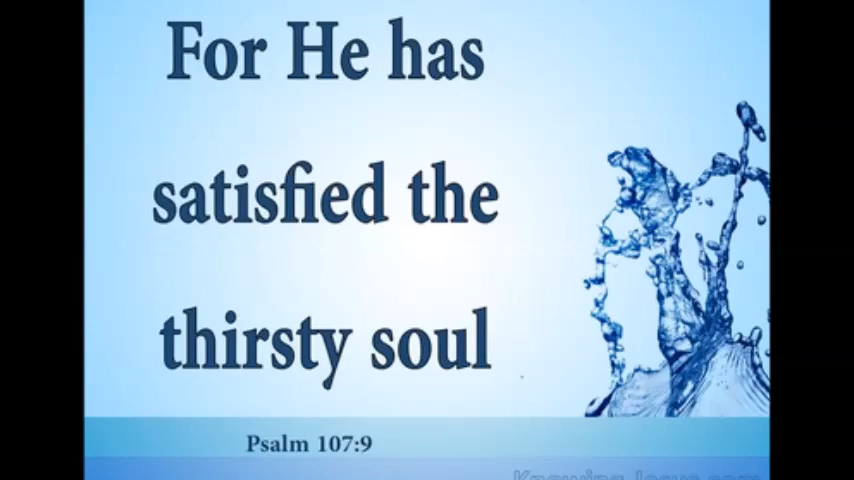 For He has
satisfied the
thirsty soul
Psalm 107:9